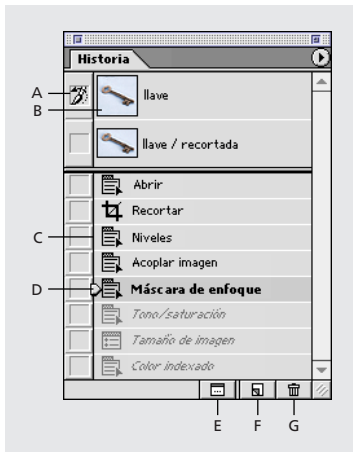 Historia
A
llave
B
llave / recortada
Abrir
Recortar
C
Niveles
Acoplar imagen
D
Máscara de enfoque
Tono/saturación
Tamaño de imagen
Color indexado
E
F
G